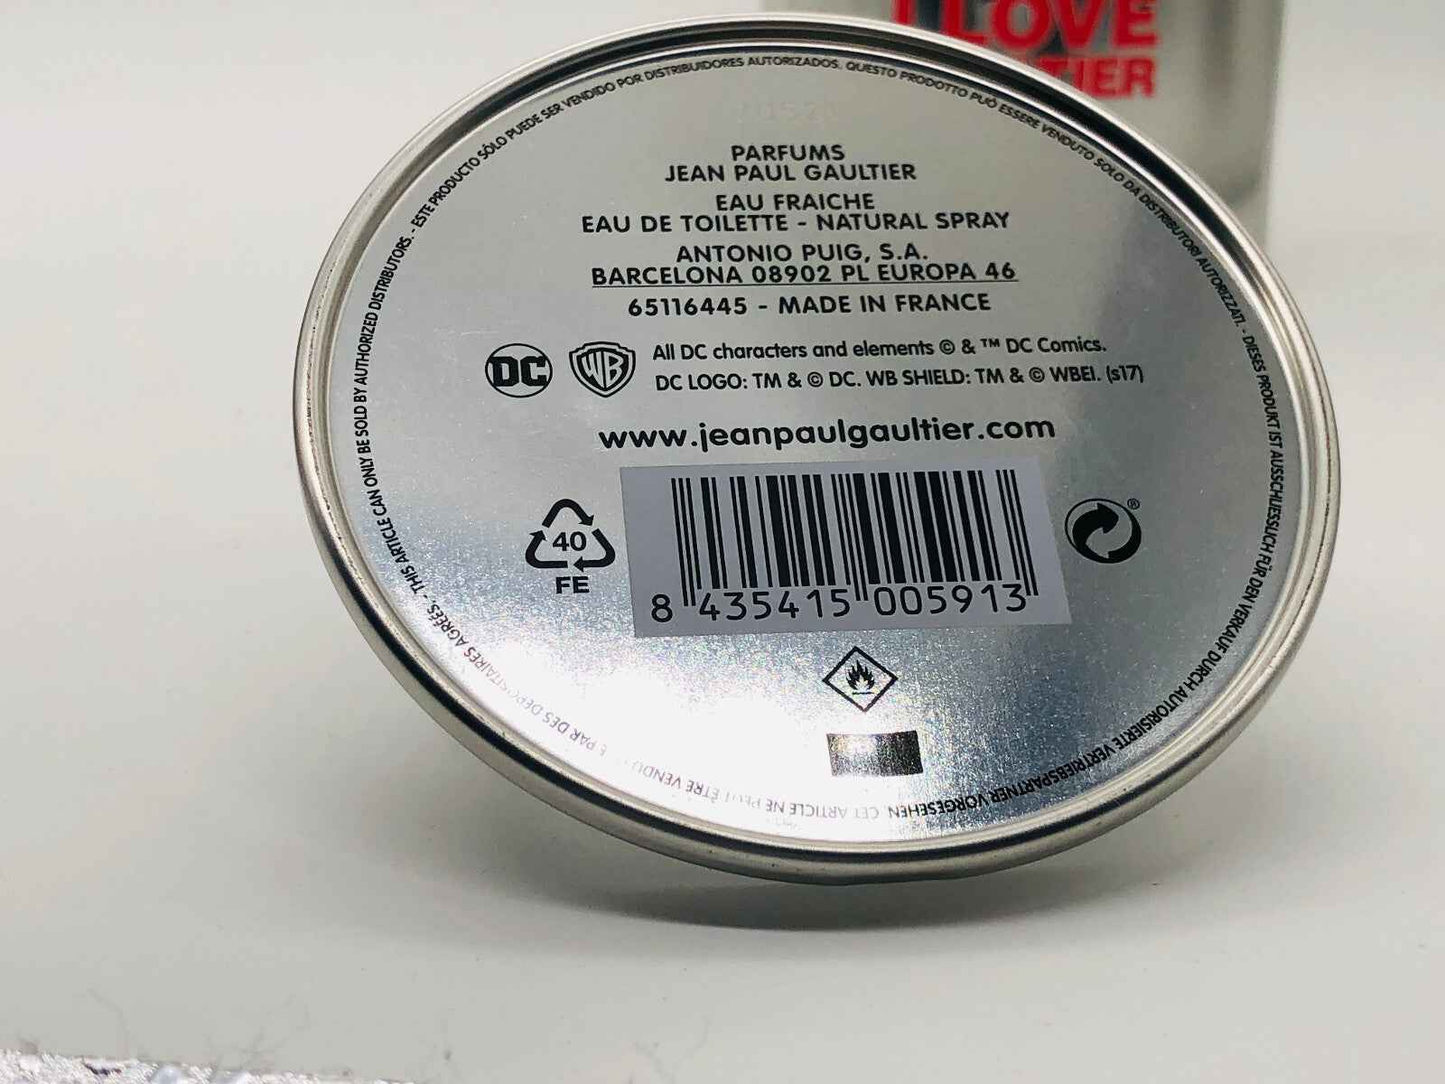 I LOVE
TIER
PARFUMS
JEAN PAUL GAULTIER
EAU FRAICHE
EAU DE TOILETTE - NATURAL SPRAY
ANTONIO PUIG, S.A.
BARCELONA 08902 PL EUROPA 46
65116445 - MADE IN FRANCE
DC WB All DC characters and elements © & ™ DC Comics.
DC LOGO: TM & © DC. WB SHIELD: TM & © WBEI. (s17)
www.jeanpaulgaultier.com
40
FE
8 435415 005913
®
- THIS ARTICLE CAN ONLY BE SOLD BY AUTHORIZED DISTRIBUTORS. - ESTE PRODUCTO SÓLO PUEDE SER VENDIDO POR DISTRIBUIDORES AUTORIZADOS. QUESTO PRODOTTO PUÒ ESSERE VENDUTO SOLO DA DISTRIBUTORI AUTORIZZATI. - DIESES PRODUKT IST AUSSCHLIESSLICH FÜR DEN VERKAUF DURCH AUTORISIERTE VERTRIEBSPARTNER VORGESEHEN. CET ARTICLE NE PEUT ÊTRE VENDU PAR DES DÉPOSITAIRES AGRÉÉS.